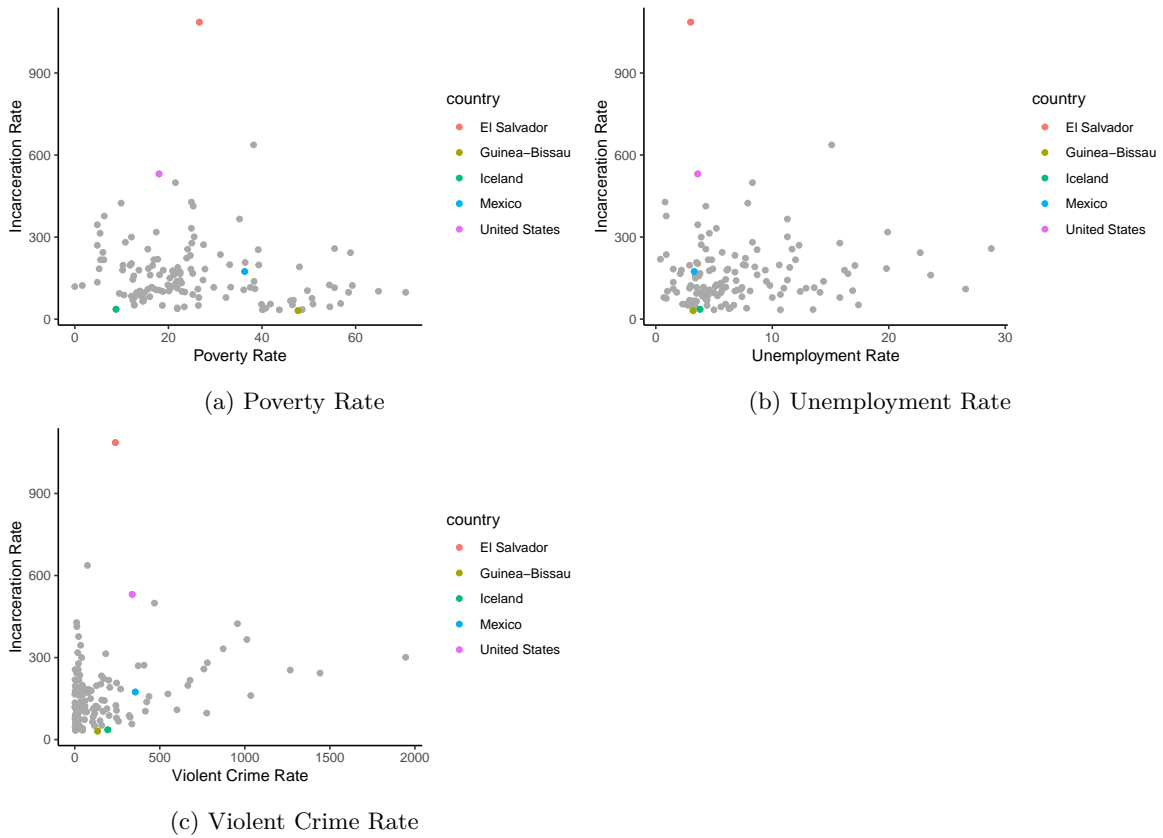 Incarceration Rate
900
600
300
0
0 20 40 60
Poverty Rate
country
El Salvador
Guinea−Bissau
Iceland
Mexico
United States
(a) Poverty Rate
Incarceration Rate
900
600
300
0
0 10 20 30
Unemployment Rate
country
El Salvador
Guinea−Bissau
Iceland
Mexico
United States
(b) Unemployment Rate
Incarceration Rate
900
600
300
0
0 500 1000 1500 2000
Violent Crime Rate
country
El Salvador
Guinea−Bissau
Iceland
Mexico
United States
(c) Violent Crime Rate